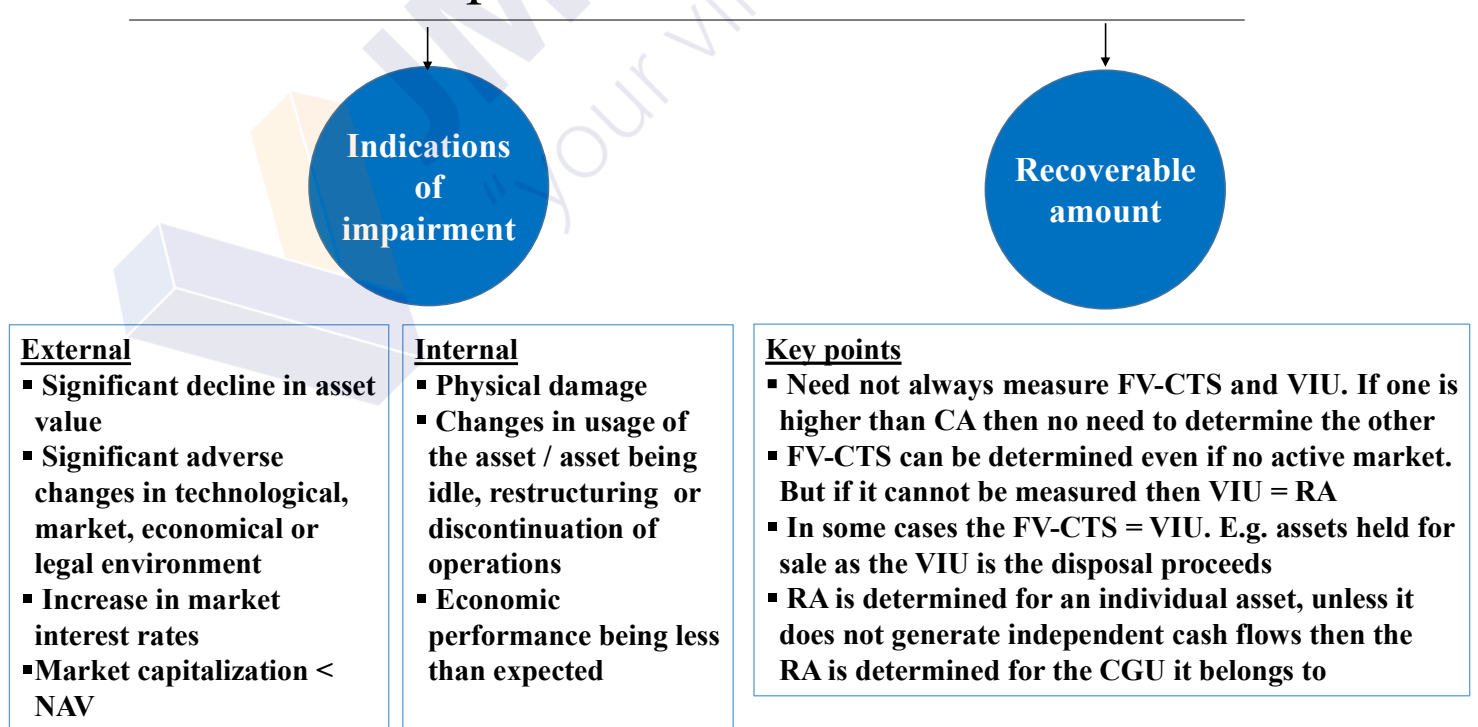 Indications
of
impairment
Recoverable
amount
External
▪ Significant decline in asset
value
▪ Significant adverse
changes in technological,
market, economical or
legal environment
▪ Increase in market
interest rates
▪Market capitalization <
NAV
Internal
▪ Physical damage
▪ Changes in usage of
the asset / asset being
idle, restructuring or
discontinuation of
operations
▪ Economic
performance being less
than expected
Key points
▪ Need not always measure FV-CTS and VIU. If one is
higher than CA then no need to determine the other
▪ FV-CTS can be determined even if no active market.
But if it cannot be measured then VIU = RA
▪ In some cases the FV-CTS = VIU. E.g. assets held for
sale as the VIU is the disposal proceeds
▪ RA is determined for an individual asset, unless it
does not generate independent cash flows then the
RA is determined for the CGU it belongs to
"your